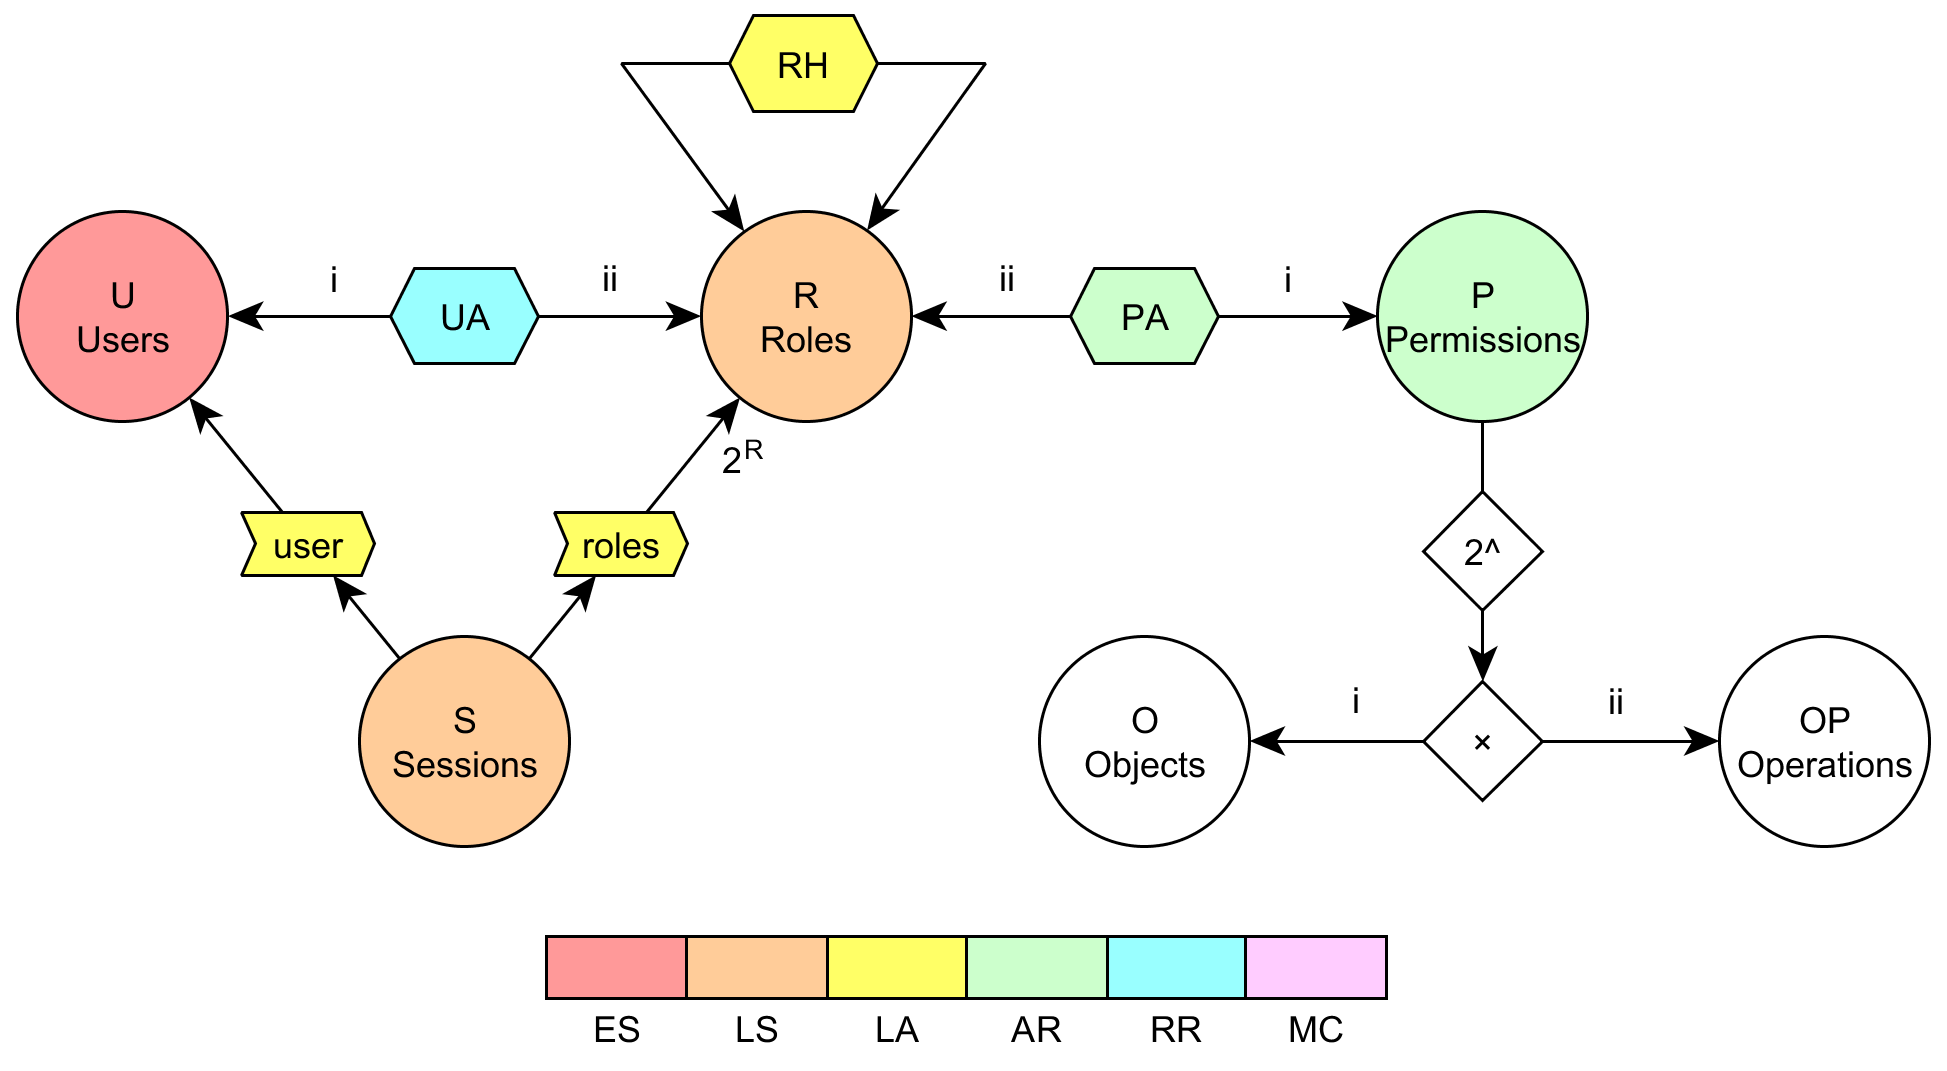 RH
U
Users
i
UA
ii
R
Roles
ii
PA
i
P
Permissions
2^R
user
roles
2^
S
Sessions
O
Objects
i
×
ii
OP
Operations
ES
LS
LA
AR
RR
MC